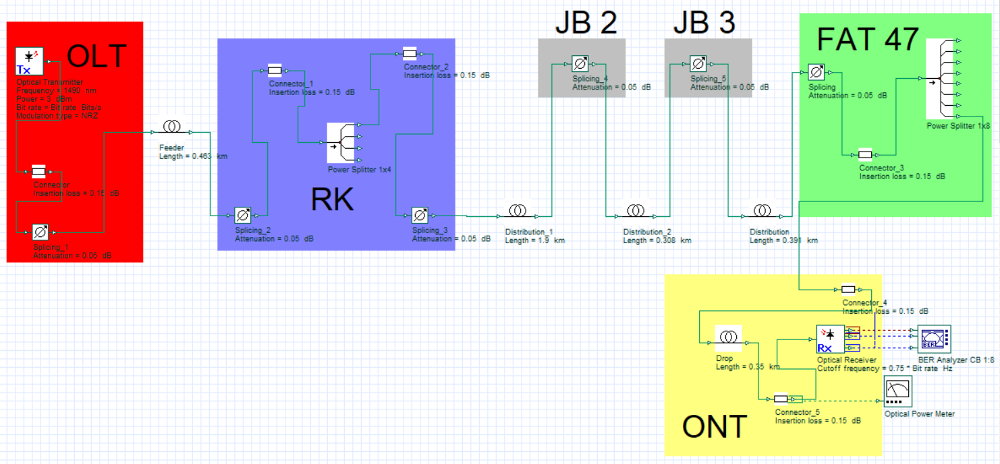 JB 2
JB 3
OLT
Tx
Optical Transmitter
Frequency = 1490 nm
Power = 3 dBm
Bit rate = Bit rate Bits/s
Modulation type = NRZ
Connector
Insertion loss = 0.15 dB
Splicing_1
Attenuation = 0.05 dB
Feeder
Length = 0.463 km
Connector_1
Insertion loss = 0.15 dB
Connector_2
Insertion loss = 0.15 dB
Power Splitter 1x4
RK
Splicing_2
Attenuation = 0.05 dB
Splicing_3
Attenuation = 0.05 dB
Distribution_1
Length = 1.9 km
Splicing_4
Attenuation = 0.05 dB
Distribution_2
Length = 0.308 km
Splicing_5
Attenuation = 0.05 dB
Distribution
Length = 0.391 km
FAT 47
Splicing
Attenuation = 0.05 dB
Power Splitter 1x8
Connector_3
Insertion loss = 0.15 dB
Connector_4
Insertion loss = 0.15 dB
Drop
Length = 0.35 km
Rx
Optical Receiver
Cutoff frequency = 0.75 * Bit rate Hz
BER
BER Analyzer CB 1:8
Connector_5
Insertion loss = 0.15 dB
Optical Power Meter
ONT